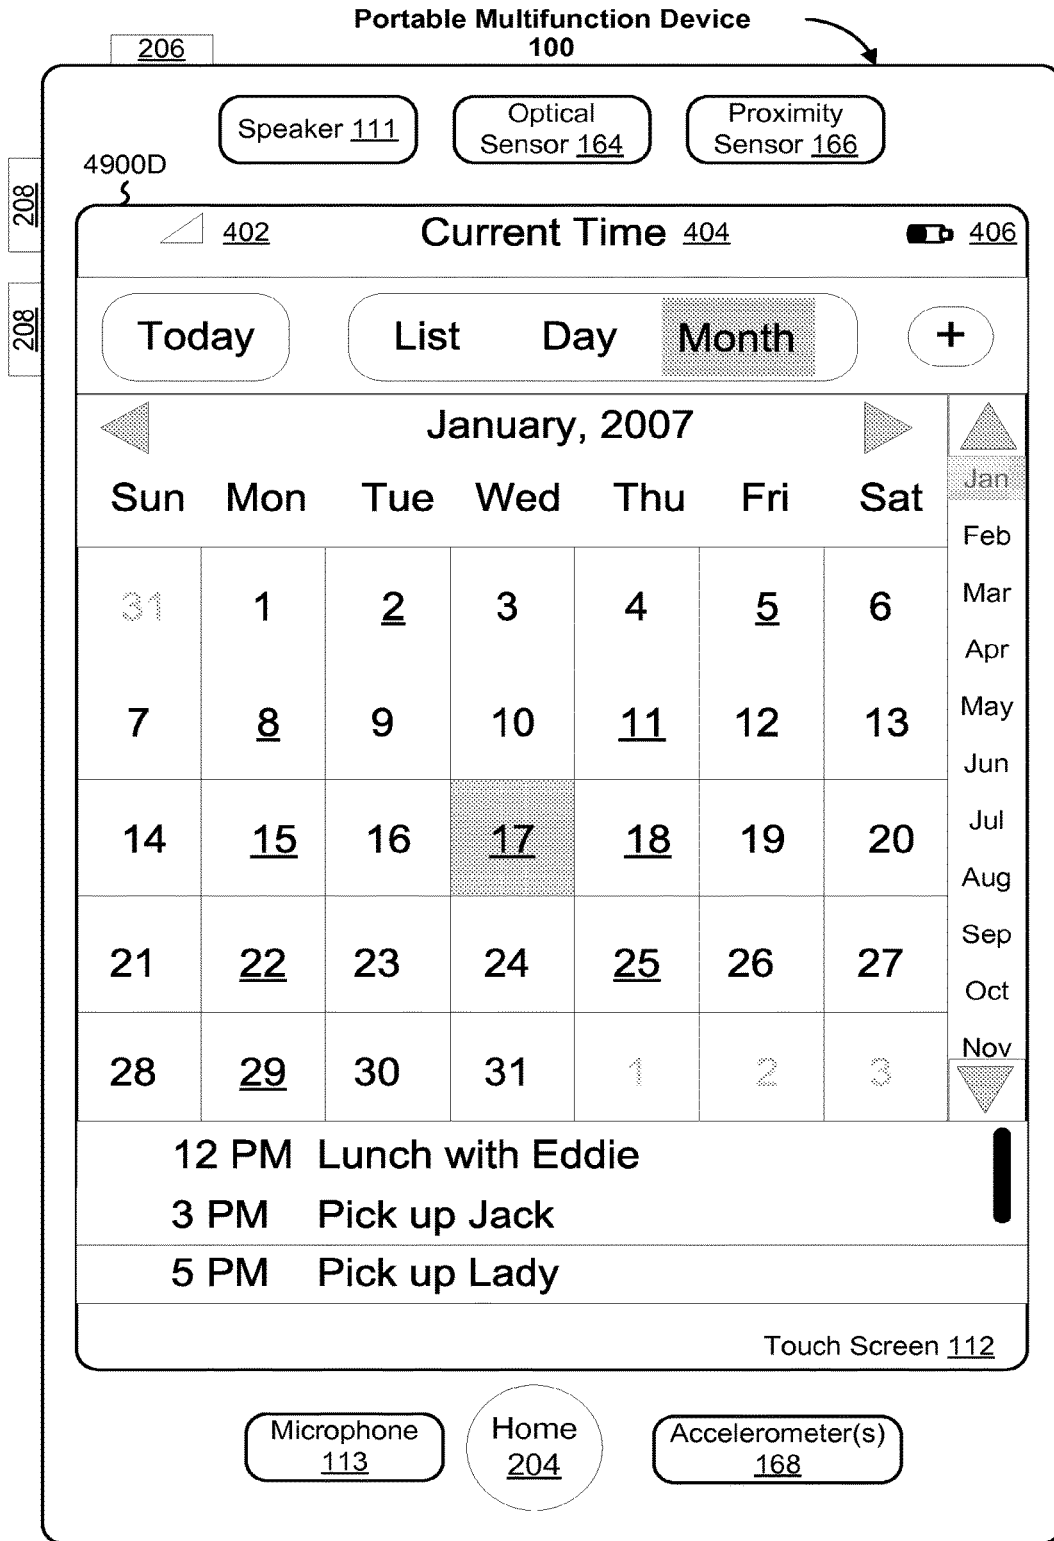 Portable Multifunction Device
100
206
Speaker 111
Optical
Sensor 164
Proximity
Sensor 166
4900D
208
208
402
Current Time 404
406
Today
List Day Month
+
January, 2007
Sun Mon Tue Wed Thu Fri Sat
31 1 2 3 4 5 6
7 8 9 10 11 12 13
14 15 16 17 18 19 20
21 22 23 24 25 26 27
28 29 30 31 1 2 3
Jan
Feb
Mar
Apr
May
Jun
Jul
Aug
Sep
Oct
Nov
12 PM Lunch with Eddie
3 PM Pick up Jack
5 PM Pick up Lady
Touch Screen 112
Microphone
113
Home
204
Accelerometer(s)
168